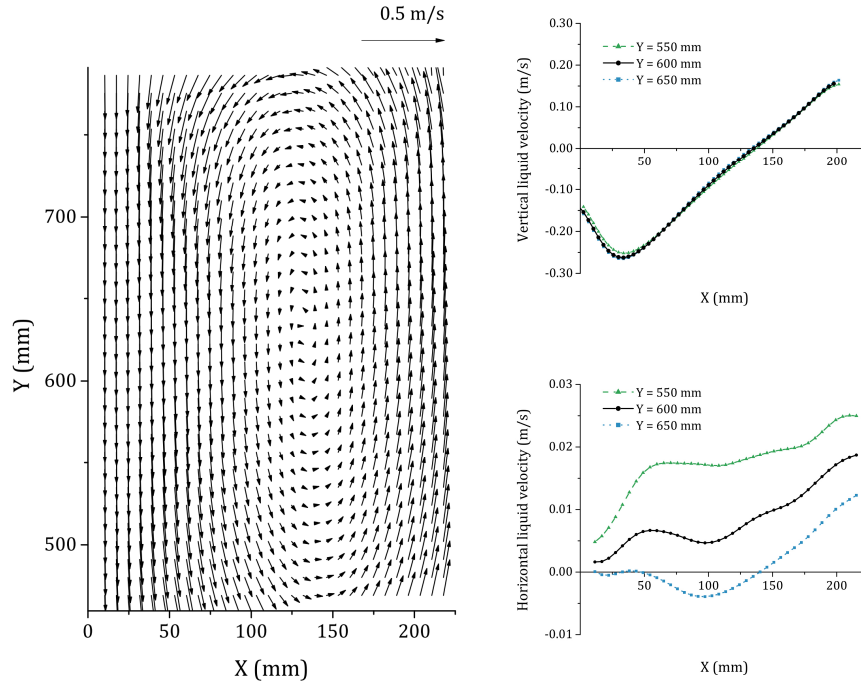 0.5 m/s
Y (mm)
700
600
500
0
50
100
150
200
X (mm)
Vertical liquid velocity (m/s)
0.30
0.20
0.10
0.00
-0.10
-0.20
-0.30
Y = 550 mm
Y = 600 mm
Y = 650 mm
50
100
150
200
X (mm)
Horizontal liquid velocity (m/s)
0.03
0.02
0.01
0.00
-0.01
Y = 550 mm
Y = 600 mm
Y = 650 mm
50
100
150
200
X (mm)